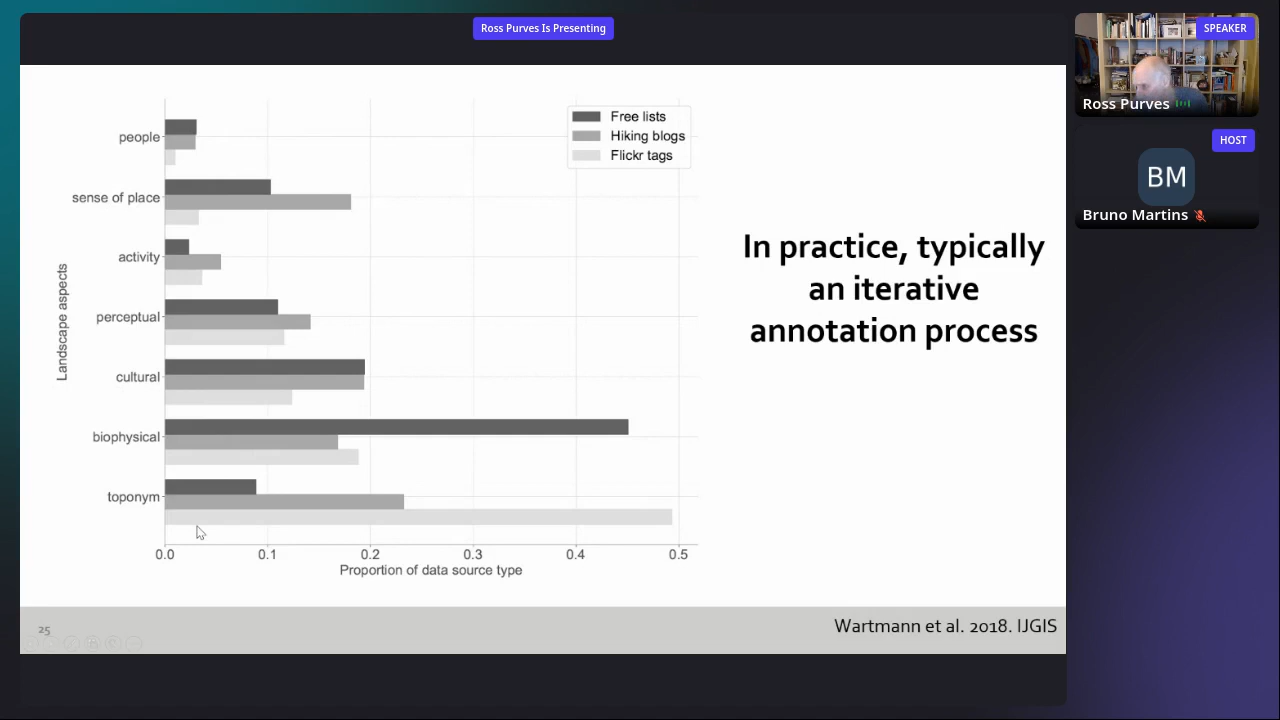 Ross Purves Is Presenting
SPEAKER
Ross Purves
HOST
BM
Bruno Martins
Free lists
Hiking blogs
Flickr tags
people
sense of place
activity
perceptual
cultural
biophysical
toponym
Landscape aspects
0.0 0.1 0.2 0.3 0.4 0.5
Proportion of data source type
In practice, typically
an iterative
annotation process
25
Wartmann et al. 2018. IJGIS